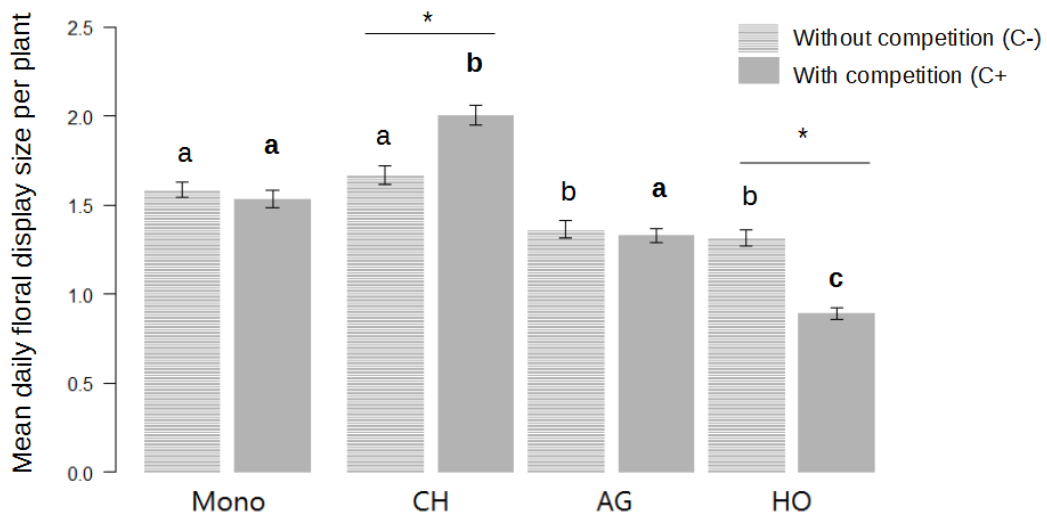 Mean daily floral display size per plant
2.5
2.0
1.5
1.0
0.5
0.0
a
a
a
b
*
b
a
b
c
*
Without competition (C-)
With competition (C+
Mono
CH
AG
HO